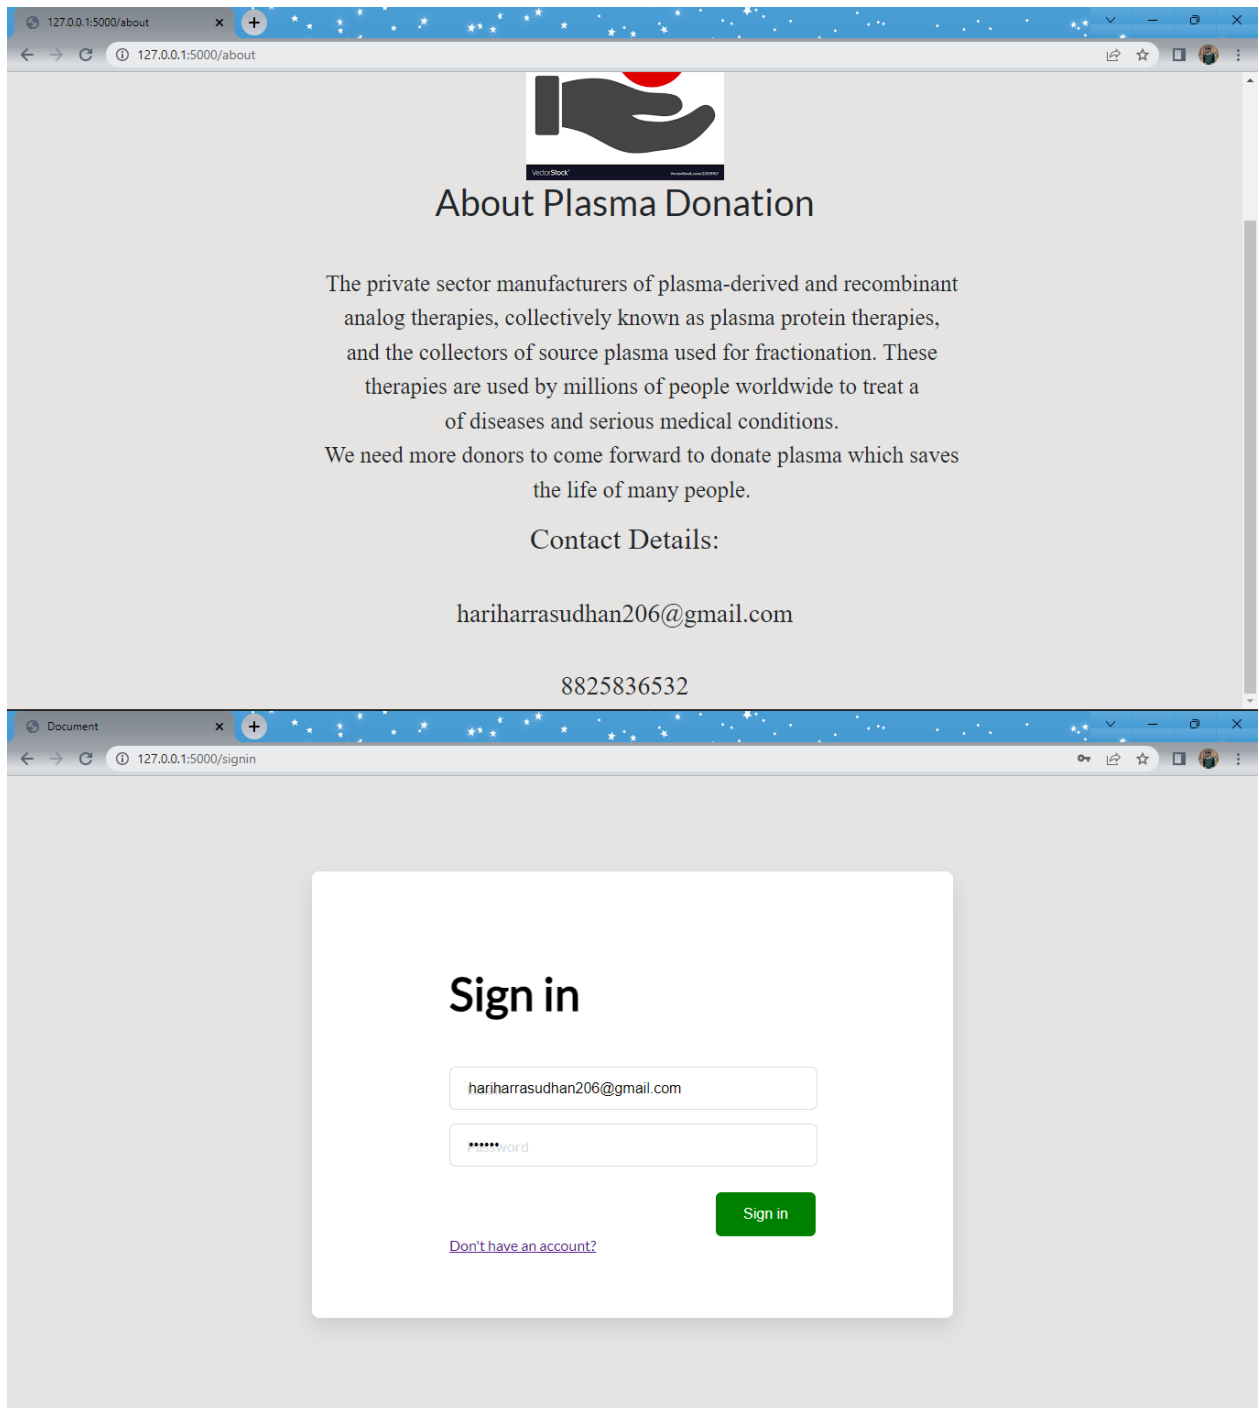 127.0.0.1:5000/about
127.0.0.1:5000/about
VectorStock®
About Plasma Donation
The private sector manufacturers of plasma-derived and recombinant
analog therapies, collectively known as plasma protein therapies,
and the collectors of source plasma used for fractionation. These
therapies are used by millions of people worldwide to treat a
of diseases and serious medical conditions.
We need more donors to come forward to donate plasma which saves
the life of many people.
Contact Details:
hariharrasudhan206@gmail.com
8825836532
Document
127.0.0.1:5000/signin
Sign in
hariharrasudhan206@gmail.com
Password
Sign in
Don't have an account?